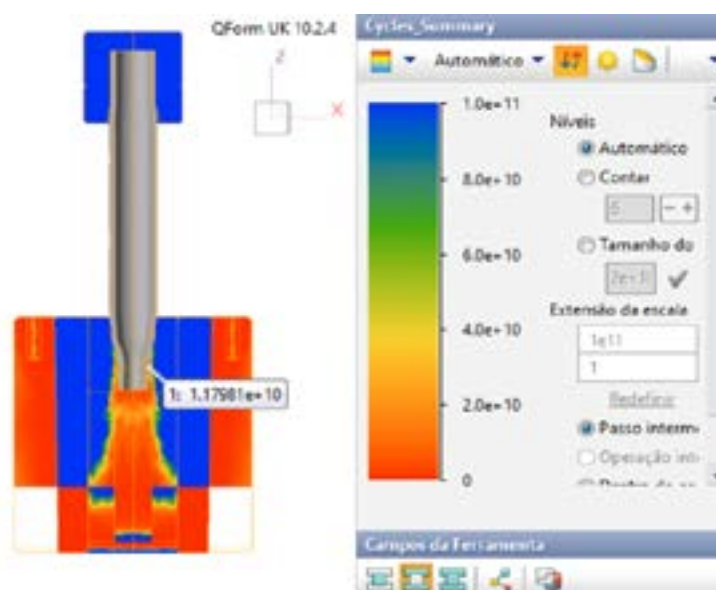 QForm UK 10.2.4
Z
X
1: 1.17981e+10
Cycles_Summary
Automático
1.0e+11
8.0e+10
6.0e+10
4.0e+10
2.0e+10
0
Níveis
Automático
Contar
5
- +
Tamanho do
Extensão da escala
1e11
1
Redefinir
Passo interm
Operação int
Campos da Ferramenta